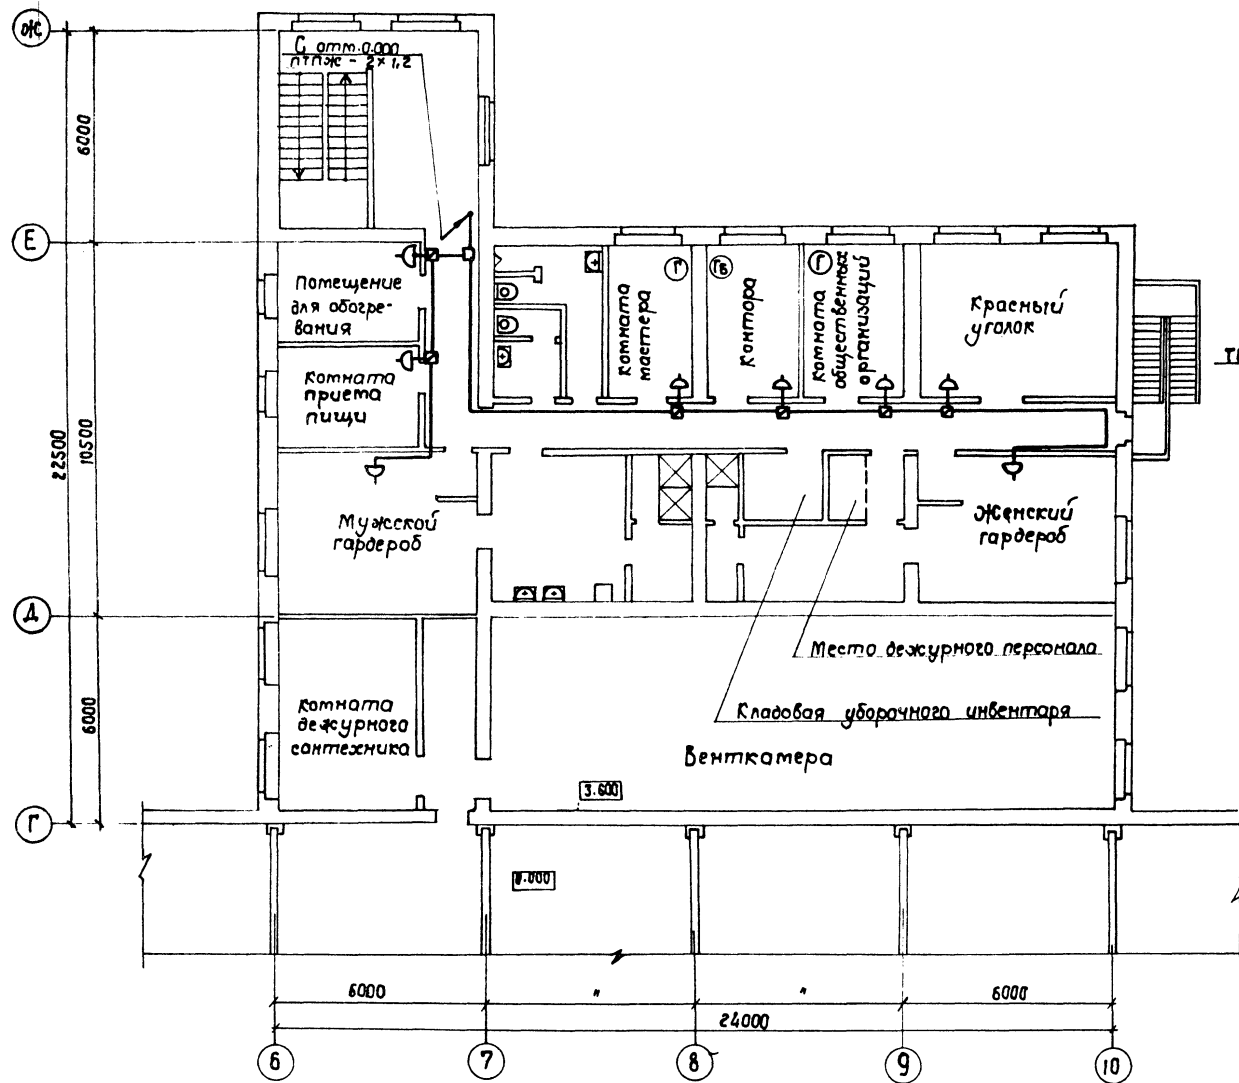 Ж
С отм. 0.000
ПТПЖ - 2×1,2
6000
Е
Помещение
для обогре-
вания
Комната
приема
пищи
Комната
мастера
Г
ГВ
Контора
Г
Комната
общественных
организаций
Красный
уголок
22500
10500
Мужской
гардероб
Женский
гардероб
Д
Место дежурного персонала
Кладовая уборочного инвентаря
6000
Комната
дежурного
сантехника
Венткамера
3.600
Г
0.000
6000
"
"
6000
24000
6
7
8
9
10